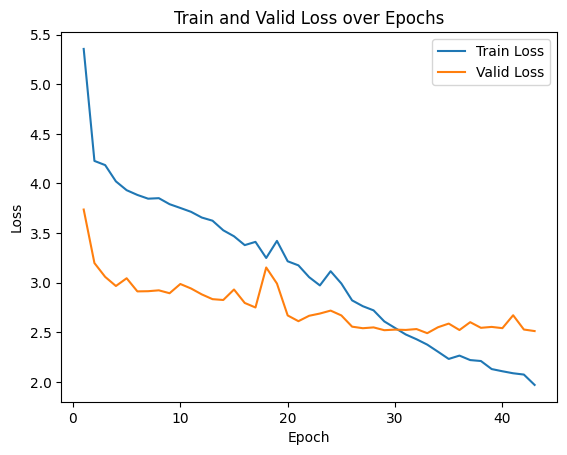 Train and Valid Loss over Epochs
Train Loss
Valid Loss
5.5
5.0
4.5
4.0
3.5
3.0
2.5
2.0
Loss
0
10
20
30
40
Epoch